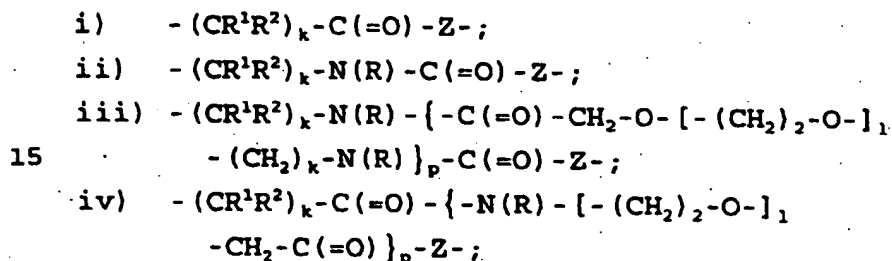 i) -(CR¹R²)ₖ-C(=O)-Z-;
ii) -(CR¹R²)ₖ-N(R)-C(=O)-Z-;
iii) -(CR¹R²)ₖ-N(R)-{-C(=O)-CH₂-O-[-(CH₂)₂-O-]ₗ
15 -(CH₂)ₖ-N(R)}ₚ-C(=O)-Z-;
iv) -(CR¹R²)ₖ-C(=O)-{-N(R)-[-(CH₂)₂-O-]ₗ
-CH₂-C(=O)}ₚ-Z-;